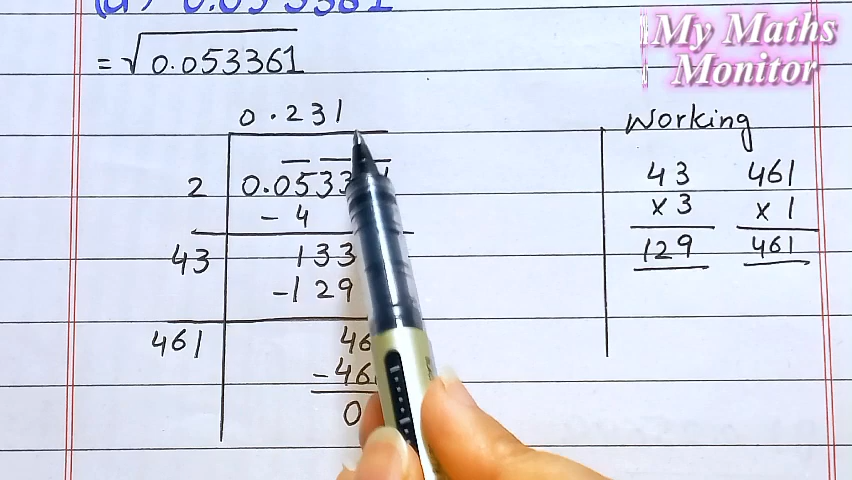 = √0.053361
0.231
2 0.0533
- 4
43 133
-129
461 46
- 46
0
Working
43 461
x 3 x 1
129 461
My Maths
Monitor